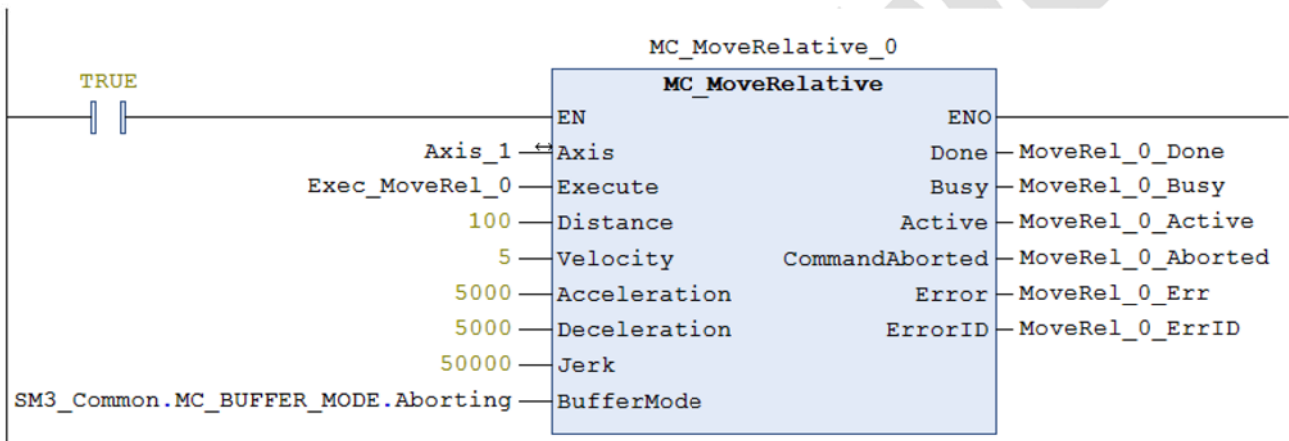 MC_MoveRelative_0
TRUE
MC_MoveRelative
EN ENO
Axis_1 Axis Done MoveRel_0_Done
Exec_MoveRel_0 Execute Busy MoveRel_0_Busy
100 Distance Active MoveRel_0_Active
5 Velocity CommandAborted MoveRel_0_Aborted
5000 Acceleration Error MoveRel_0_Err
5000 Deceleration ErrorID MoveRel_0_ErrID
50000 Jerk
SM3_Common.MC_BUFFER_MODE.Aborting BufferMode